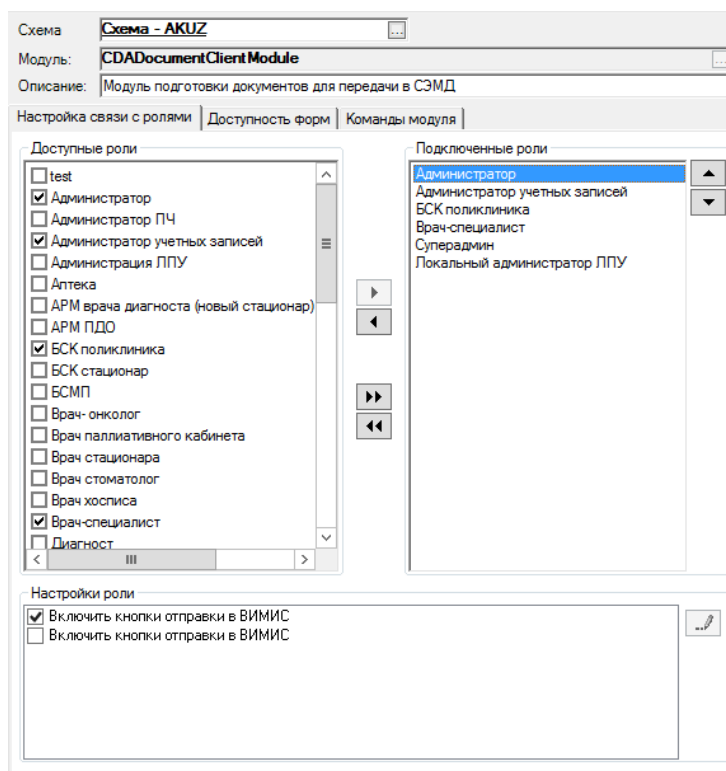 Схема
Схема - AKUZ
...
Модуль:
CDADocumentClientModule
...
Описание:
Модуль подготовки документов для передачи в СЭМД
Настройка связи с ролями
Доступность форм
Команды модуля
Доступные роли
test
Администратор
Администратор ПЧ
Администратор учетных записей
Администрация ЛПУ
Аптека
АРМ врача диагноста (новый стационар)
АРМ ПДО
БСК поликлиника
БСК стационар
БСМП
Врач- онколог
Врач паллиативного кабинета
Врач стационара
Врач стоматолог
Врач хосписа
Врач-специалист
Диагност
Подключенные роли
Администратор
Администратор учетных записей
БСК поликлиника
Врач-специалист
Суперадмин
Локальный администратор ЛПУ
Настройки роли
Включить кнопки отправки в ВИМИС
Включить кнопки отправки в ВИМИС